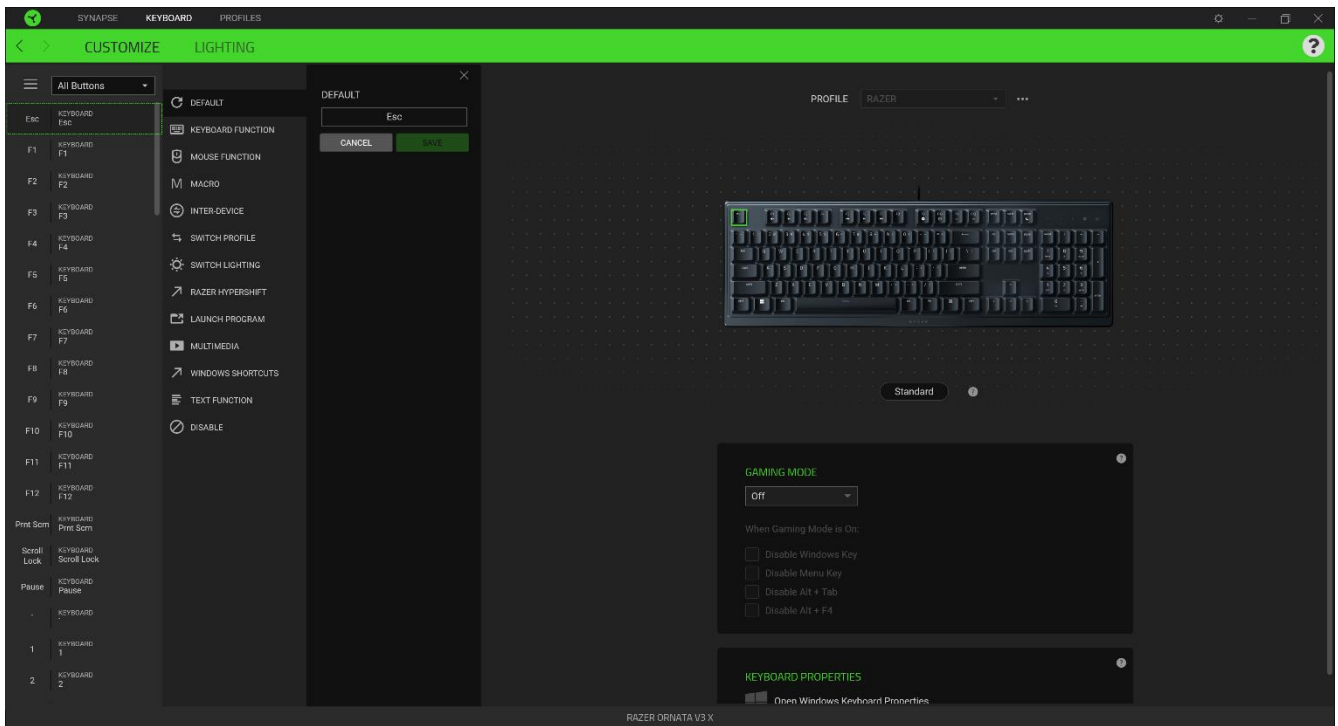 SYNAPSE KEYBOARD PROFILES
CUSTOMIZE LIGHTING
?
All Buttons
Esc KEYBOARD
Esc
F1 KEYBOARD
F1
F2 KEYBOARD
F2
F3 KEYBOARD
F3
F4 KEYBOARD
F4
F5 KEYBOARD
F5
F6 KEYBOARD
F6
F7 KEYBOARD
F7
F8 KEYBOARD
F8
F9 KEYBOARD
F9
F10 KEYBOARD
F10
F11 KEYBOARD
F11
F12 KEYBOARD
F12
Prnt Scrn KEYBOARD
Prnt Scrn
Scroll Lock KEYBOARD
Scroll Lock
Pause KEYBOARD
Pause
` KEYBOARD
`
1 KEYBOARD
1
2 KEYBOARD
2
DEFAULT
KEYBOARD FUNCTION
MOUSE FUNCTION
M MACRO
INTER-DEVICE
SWITCH PROFILE
SWITCH LIGHTING
RAZER HYPERSHIFT
LAUNCH PROGRAM
MULTIMEDIA
WINDOWS SHORTCUTS
TEXT FUNCTION
DISABLE
DEFAULT
Esc
CANCEL SAVE
PROFILE RAZER
Standard ?
GAMING MODE ?
Off
When Gaming Mode is On:
Disable Windows Key
Disable Menu Key
Disable Alt + Tab
Disable Alt + F4
KEYBOARD PROPERTIES ?
Open Windows Keyboard Properties
RAZER ORNATA V3 X